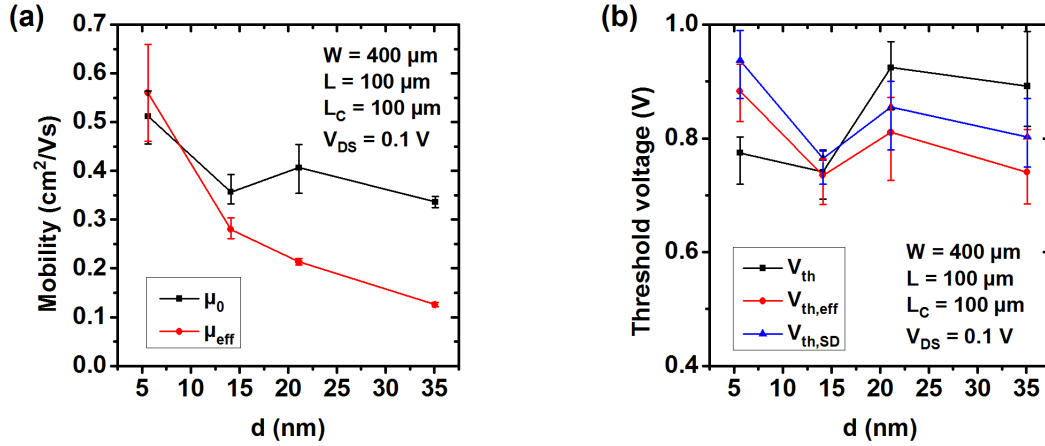 (a)
0.7
0.6
0.5
0.4
0.3
0.2
0.1
0.0
Mobility (cm²/Vs)
W = 400 µm
L = 100 µm
L_C = 100 µm
V_DS = 0.1 V
µ_0
µ_eff
5 10 15 20 25 30 35
d (nm)
(b)
1.0
0.8
0.6
0.4
Threshold voltage (V)
V_th
V_th,eff
V_th,SD
W = 400 µm
L = 100 µm
L_C = 100 µm
V_DS = 0.1 V
5 10 15 20 25 30 35
d (nm)